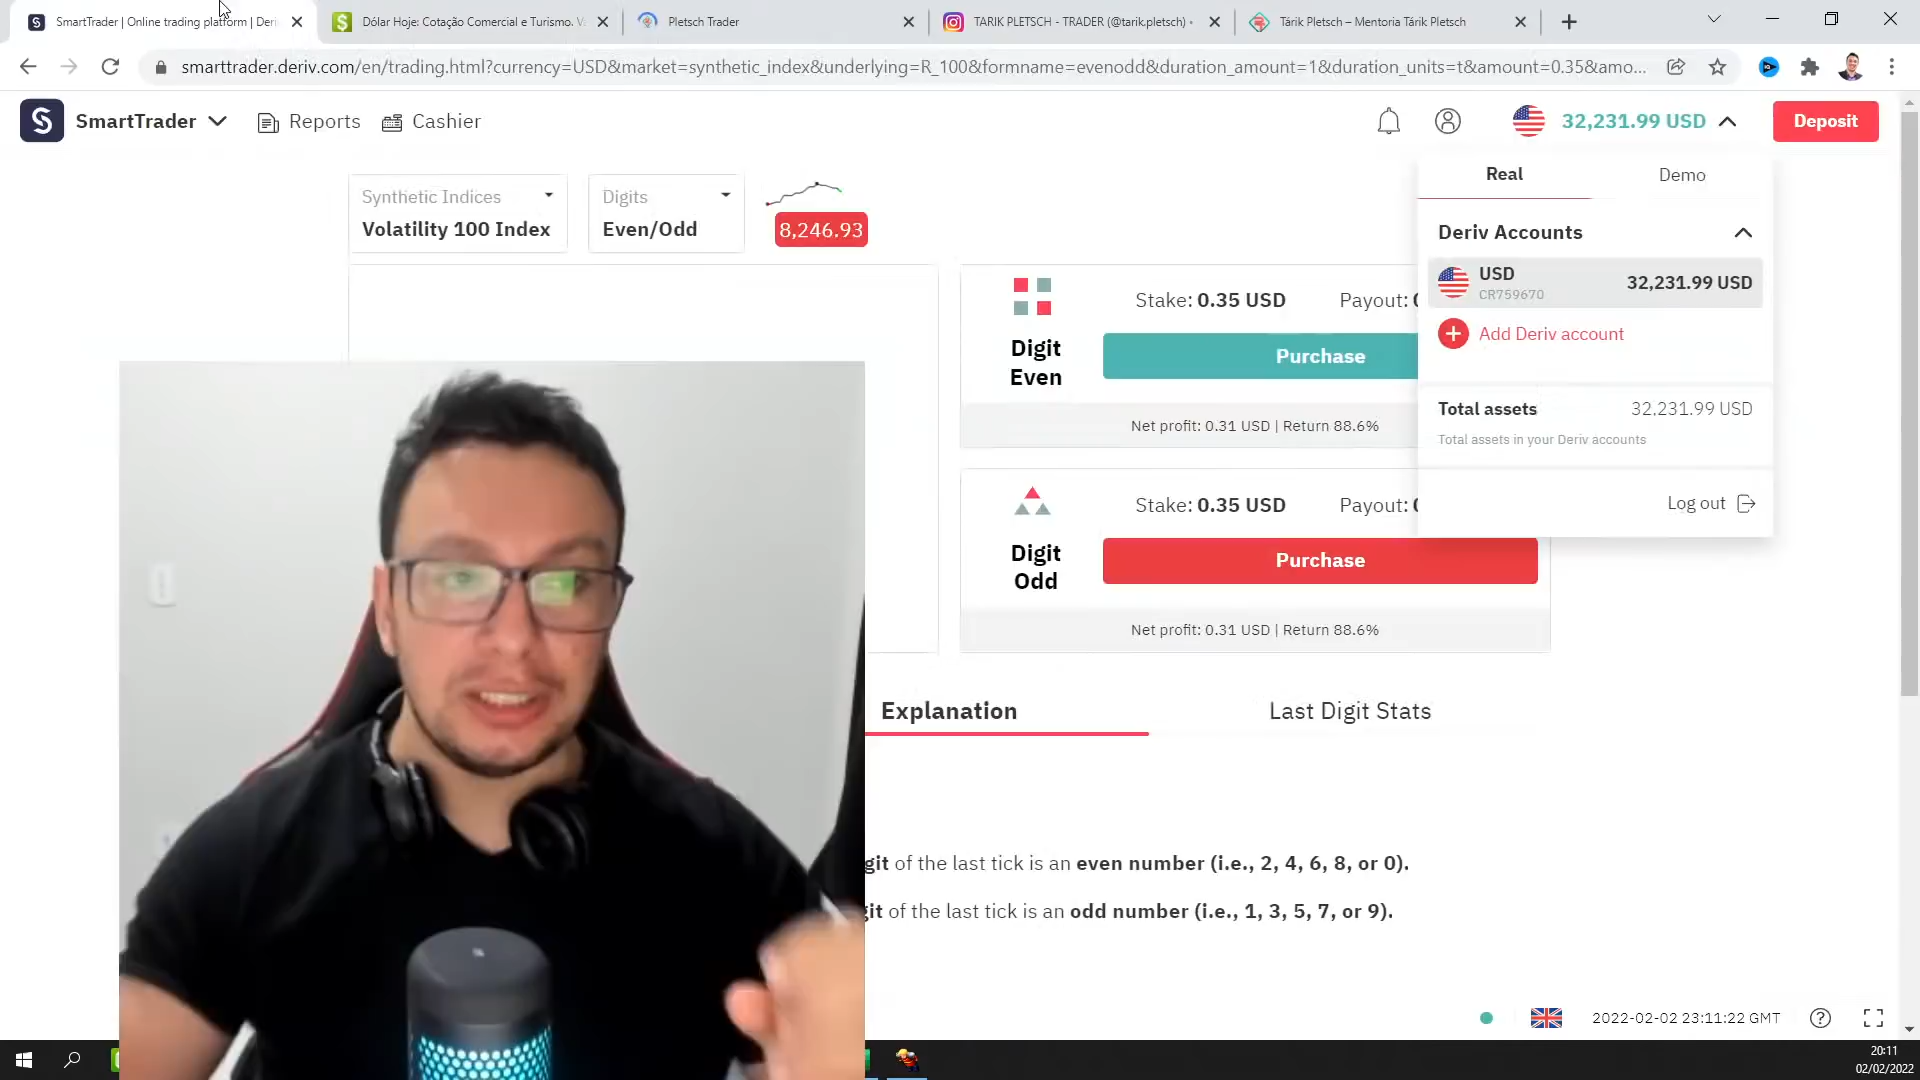 SmartTrader | Online trading platform | Deri
Dólar Hoje: Cotação Comercial e Turismo. V
Pletsch Trader
TARIK PLETSCH - TRADER (@tarik.pletsch) •
Tárik Pletsch – Mentoria Tárik Pletsch
smarttrader.deriv.com/en/trading.html?currency=USD&market=synthetic_index&underlying=R_100&formname=evenodd&duration_amount=1&duration_units=t&amount=0.35&amo...
SmartTrader
Reports
Cashier
32,231.99 USD
Deposit
Real
Demo
Synthetic Indices
Volatility 100 Index
Digits
Even/Odd
8,246.93
Deriv Accounts
USD
CR759670
32,231.99 USD
Add Deriv account
Total assets
32,231.99 USD
Total assets in your Deriv accounts
Log out
Stake: 0.35 USD
Payout:
Digit
Even
Purchase
Net profit: 0.31 USD | Return 88.6%
Stake: 0.35 USD
Payout:
Digit
Odd
Purchase
Net profit: 0.31 USD | Return 88.6%
Explanation
Last Digit Stats
git of the last tick is an even number (i.e., 2, 4, 6, 8, or 0).
git of the last tick is an odd number (i.e., 1, 3, 5, 7, or 9).
2022-02-02 23:11:22 GMT
20:11
02/02/2022